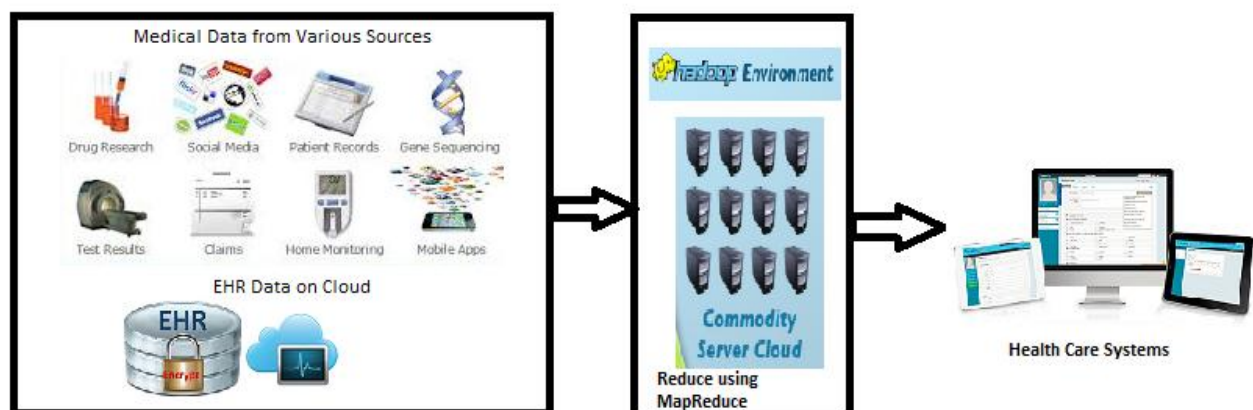 Medical Data from Various Sources
Drug Research
Social Media
Patient Records
Gene Sequencing
Test Results
Claims
Home Monitoring
Mobile Apps
EHR Data on Cloud
EHR
Encrypt
hadoop Environment
Commodity
Server Cloud
Reduce using
MapReduce
Health Care Systems